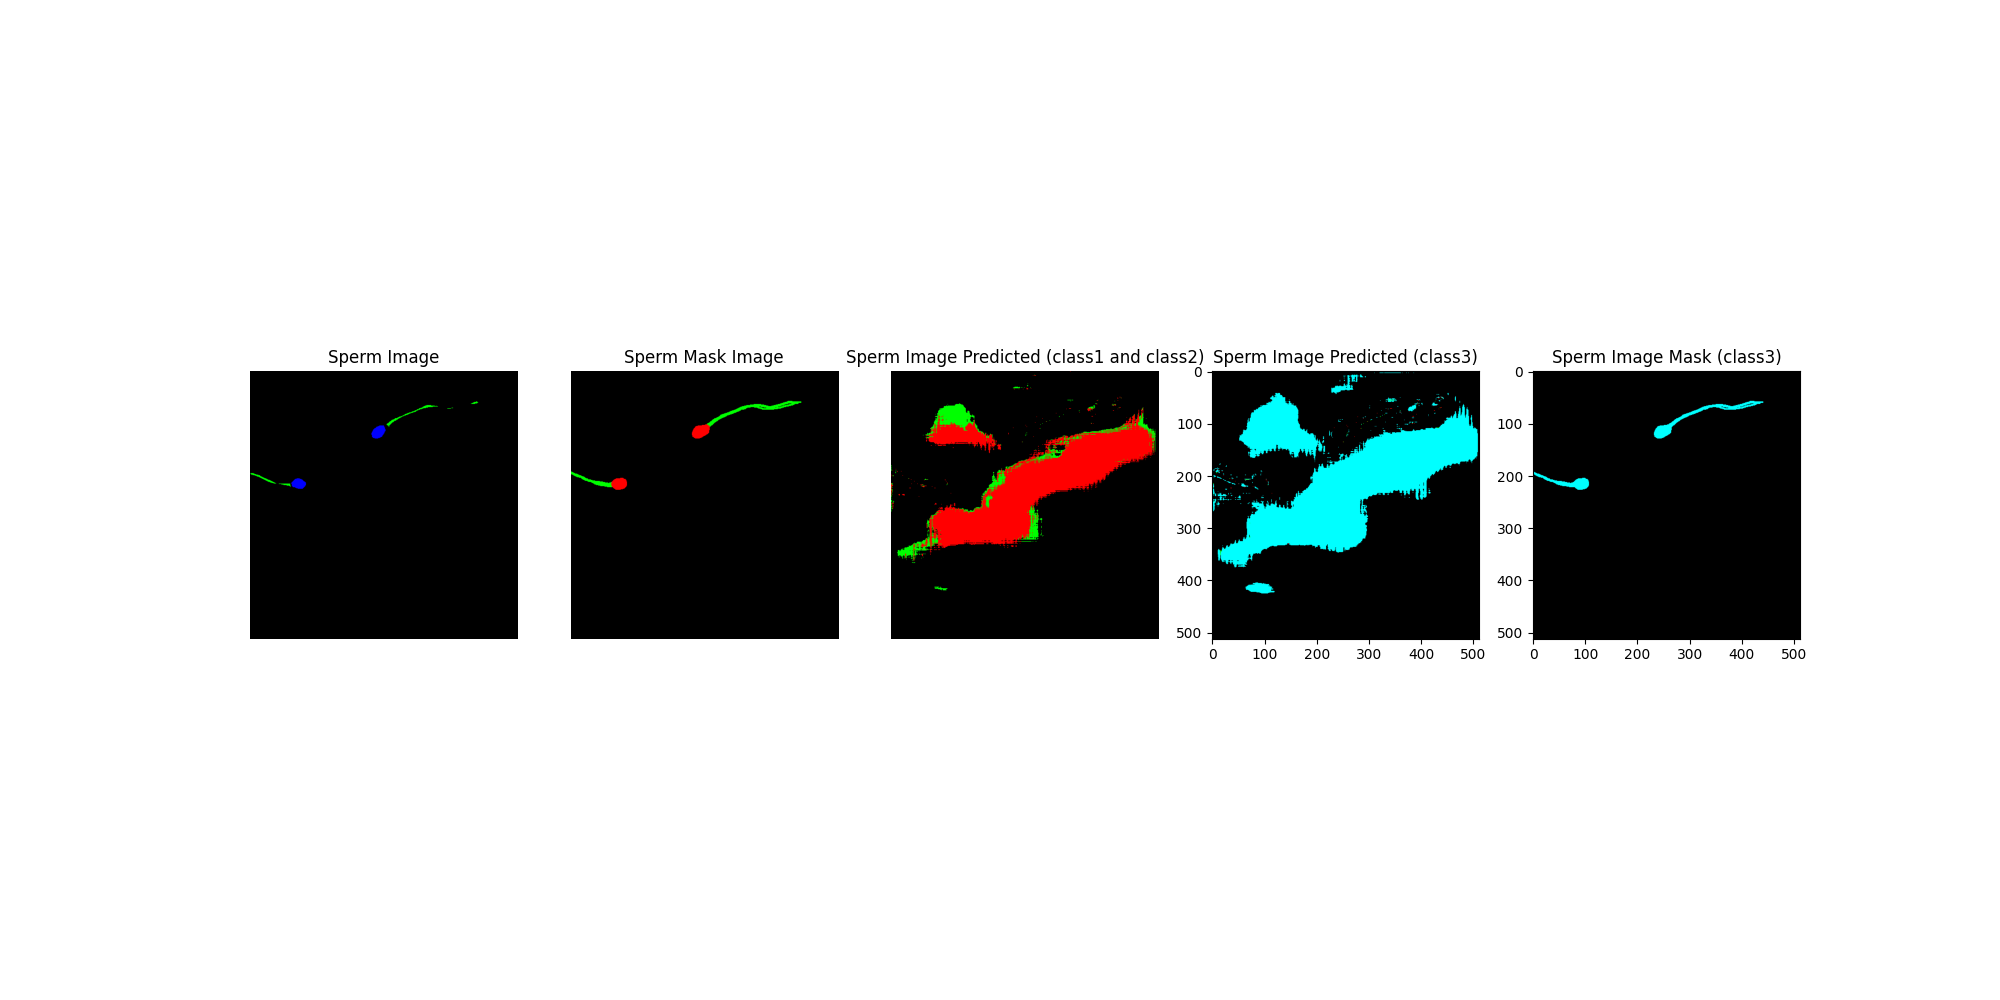 Sperm Image
Sperm Mask Image
Sperm Image Predicted (class1 and class2)
Sperm Image Predicted (class3)
Sperm Image Mask (class3)
0
100
200
300
400
500
0 100 200 300 400 500
0
100
200
300
400
500
0 100 200 300 400 500